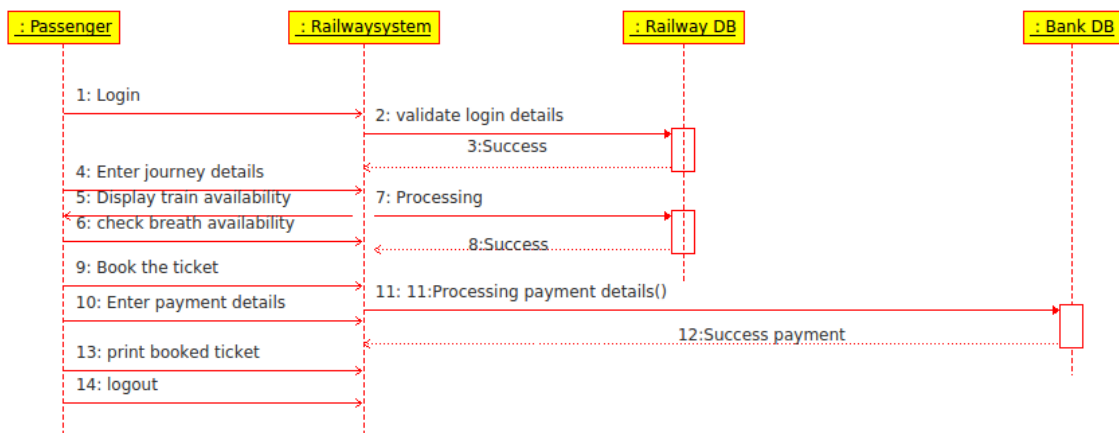 : Passenger
: Railwaysystem
: Railway DB
: Bank DB
1: Login
2: validate login details
3:Success
4: Enter journey details
5: Display train availability
7: Processing
6: check breath availability
8:Success
9: Book the ticket
10: Enter payment details
11: 11:Processing payment details()
12:Success payment
13: print booked ticket
14: logout